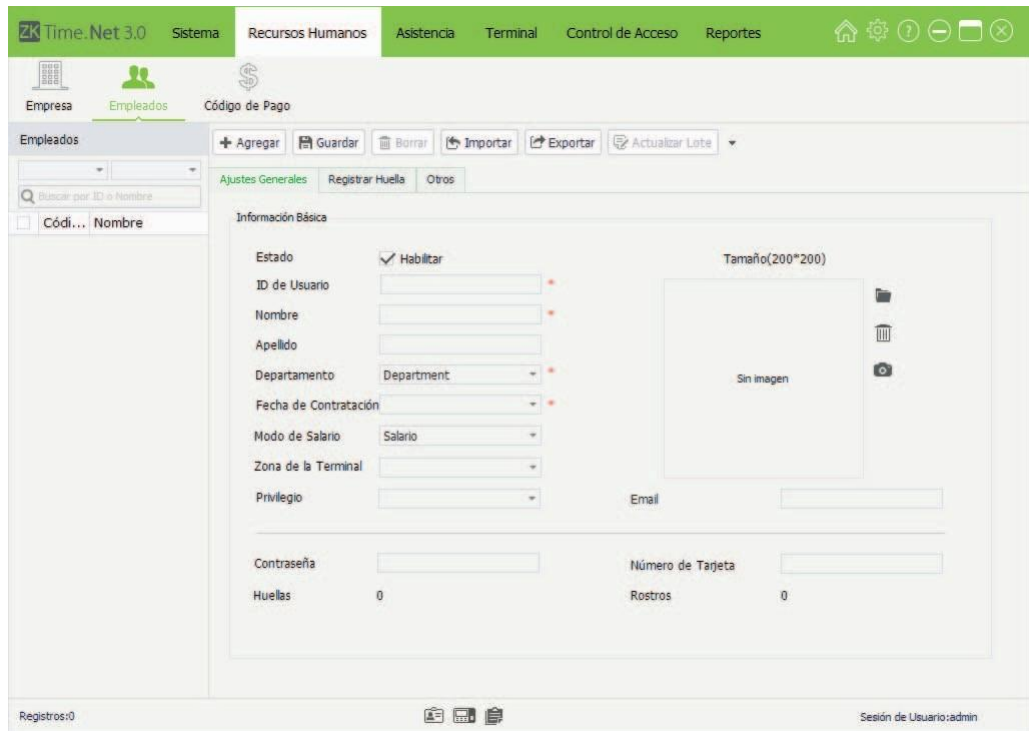 ZK Time.Net 3.0 Sistema Recursos Humanos Asistencia Terminal Control de Acceso Reportes
Empresa Empleados Código de Pago
Empleados
Agregar Guardar Borrar Importar Exportar Actualizar Lote
Buscar por ID o Nombre
Códi... Nombre
Ajustes Generales Registrar Huella Otros
Información Básica
Estado Habilitar Tamaño(200*200)
ID de Usuario *
Nombre *
Apellido
Departamento Department *
Sin imagen
Fecha de Contratación *
Modo de Salario Salario
Zona de la Terminal
Privilegio Email
Contraseña Número de Tarjeta
Huellas 0 Rostros 0
Registros:0 Sesión de Usuario:admin